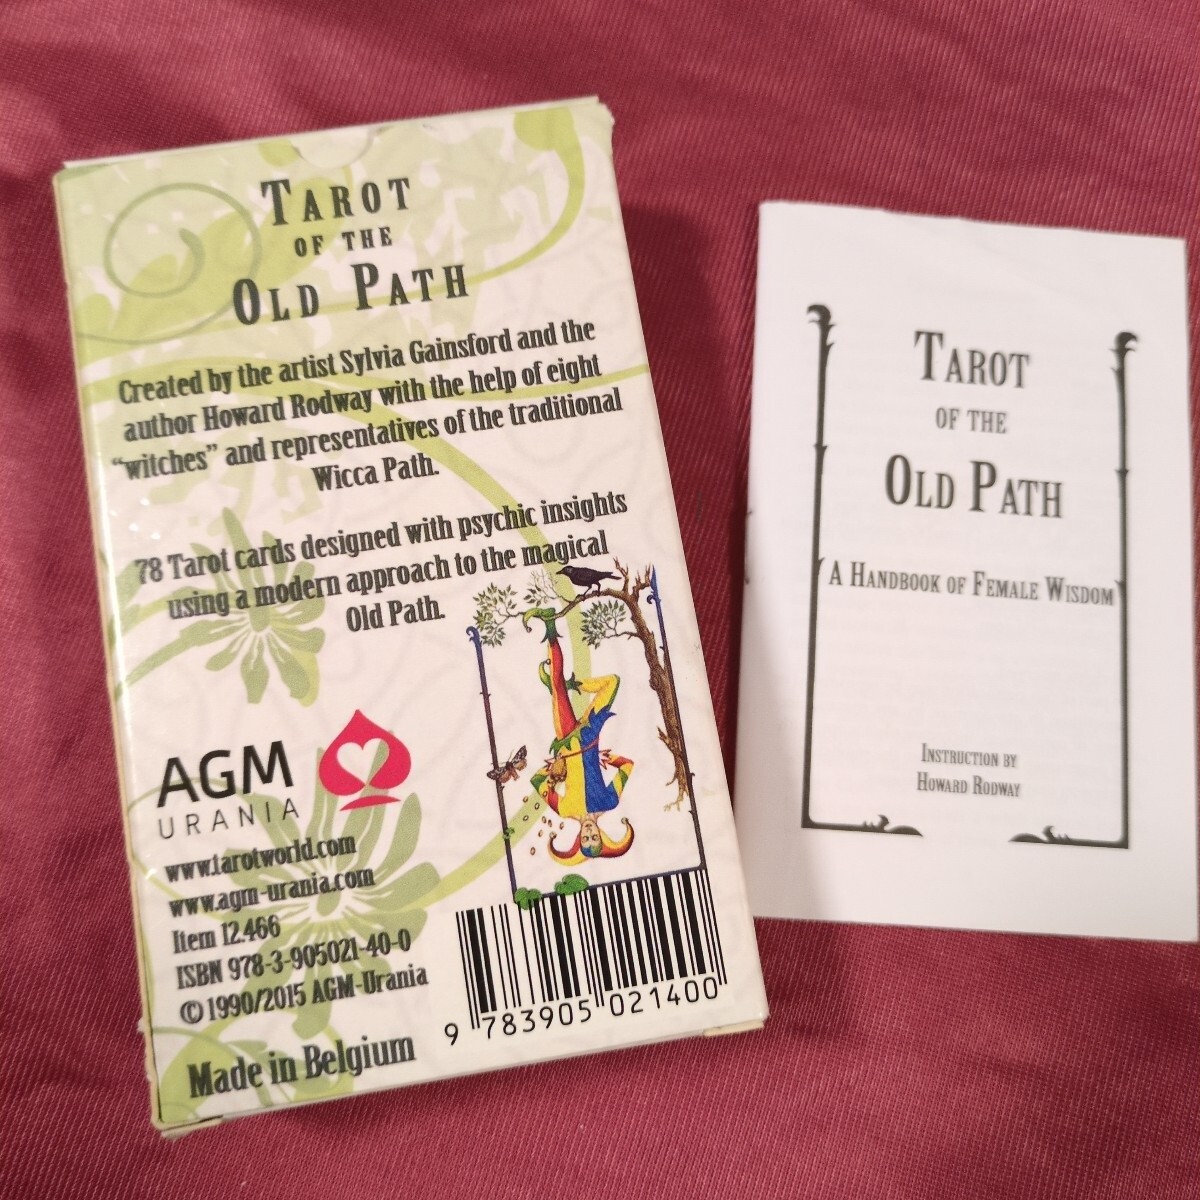 TAROT
OF THE
OLD PATH
Created by the artist Sylvia Gainsford and the
author Howard Rodway with the help of eight
“witches” and representatives of the traditional
Wicca Path.
78 Tarot cards designed with psychic insights
using a modern approach to the magical
Old Path.
AGM
URANIA
www.tarotworld.com
www.agm-urania.com
Item 12.466
ISBN 978-3-905021-40-0
© 1990/2015 AGM-Urania
Made in Belgium
9 783905 021400
TAROT
OF THE
OLD PATH
A HANDBOOK OF FEMALE WISDOM
INSTRUCTION BY
HOWARD RODWAY